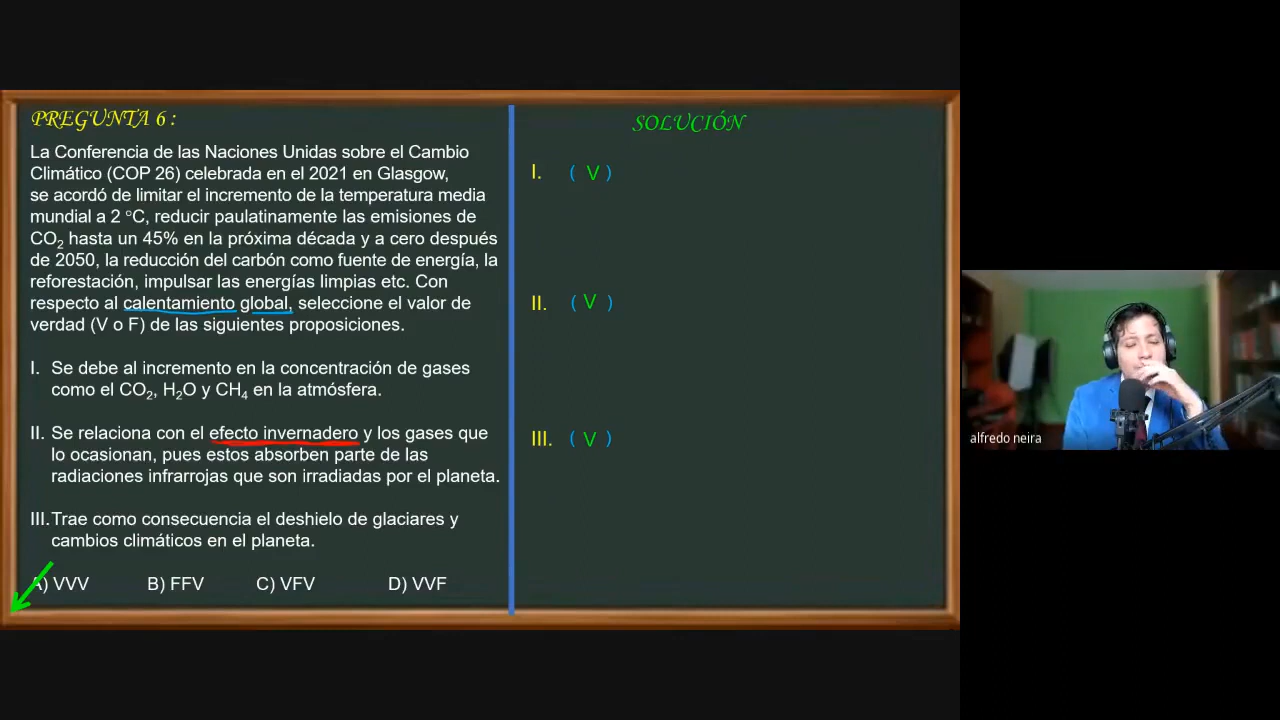 PREGUNTA 6 :
La Conferencia de las Naciones Unidas sobre el Cambio
Climático (COP 26) celebrada en el 2021 en Glasgow,
se acordó de limitar el incremento de la temperatura media
mundial a 2 °C, reducir paulatinamente las emisiones de
CO₂ hasta un 45% en la próxima década y a cero después
de 2050, la reducción del carbón como fuente de energía, la
reforestación, impulsar las energías limpias etc. Con
respecto al calentamiento global, seleccione el valor de
verdad (V o F) de las siguientes proposiciones.
I. Se debe al incremento en la concentración de gases
como el CO₂, H₂O y CH₄ en la atmósfera.
II. Se relaciona con el efecto invernadero y los gases que
lo ocasionan, pues estos absorben parte de las
radiaciones infrarrojas que son irradiadas por el planeta.
III. Trae como consecuencia el deshielo de glaciares y
cambios climáticos en el planeta.
A) VVV B) FFV C) VFV D) VVF
SOLUCIÓN
I. ( V )
II. ( V )
III. ( V )
alfredo neira